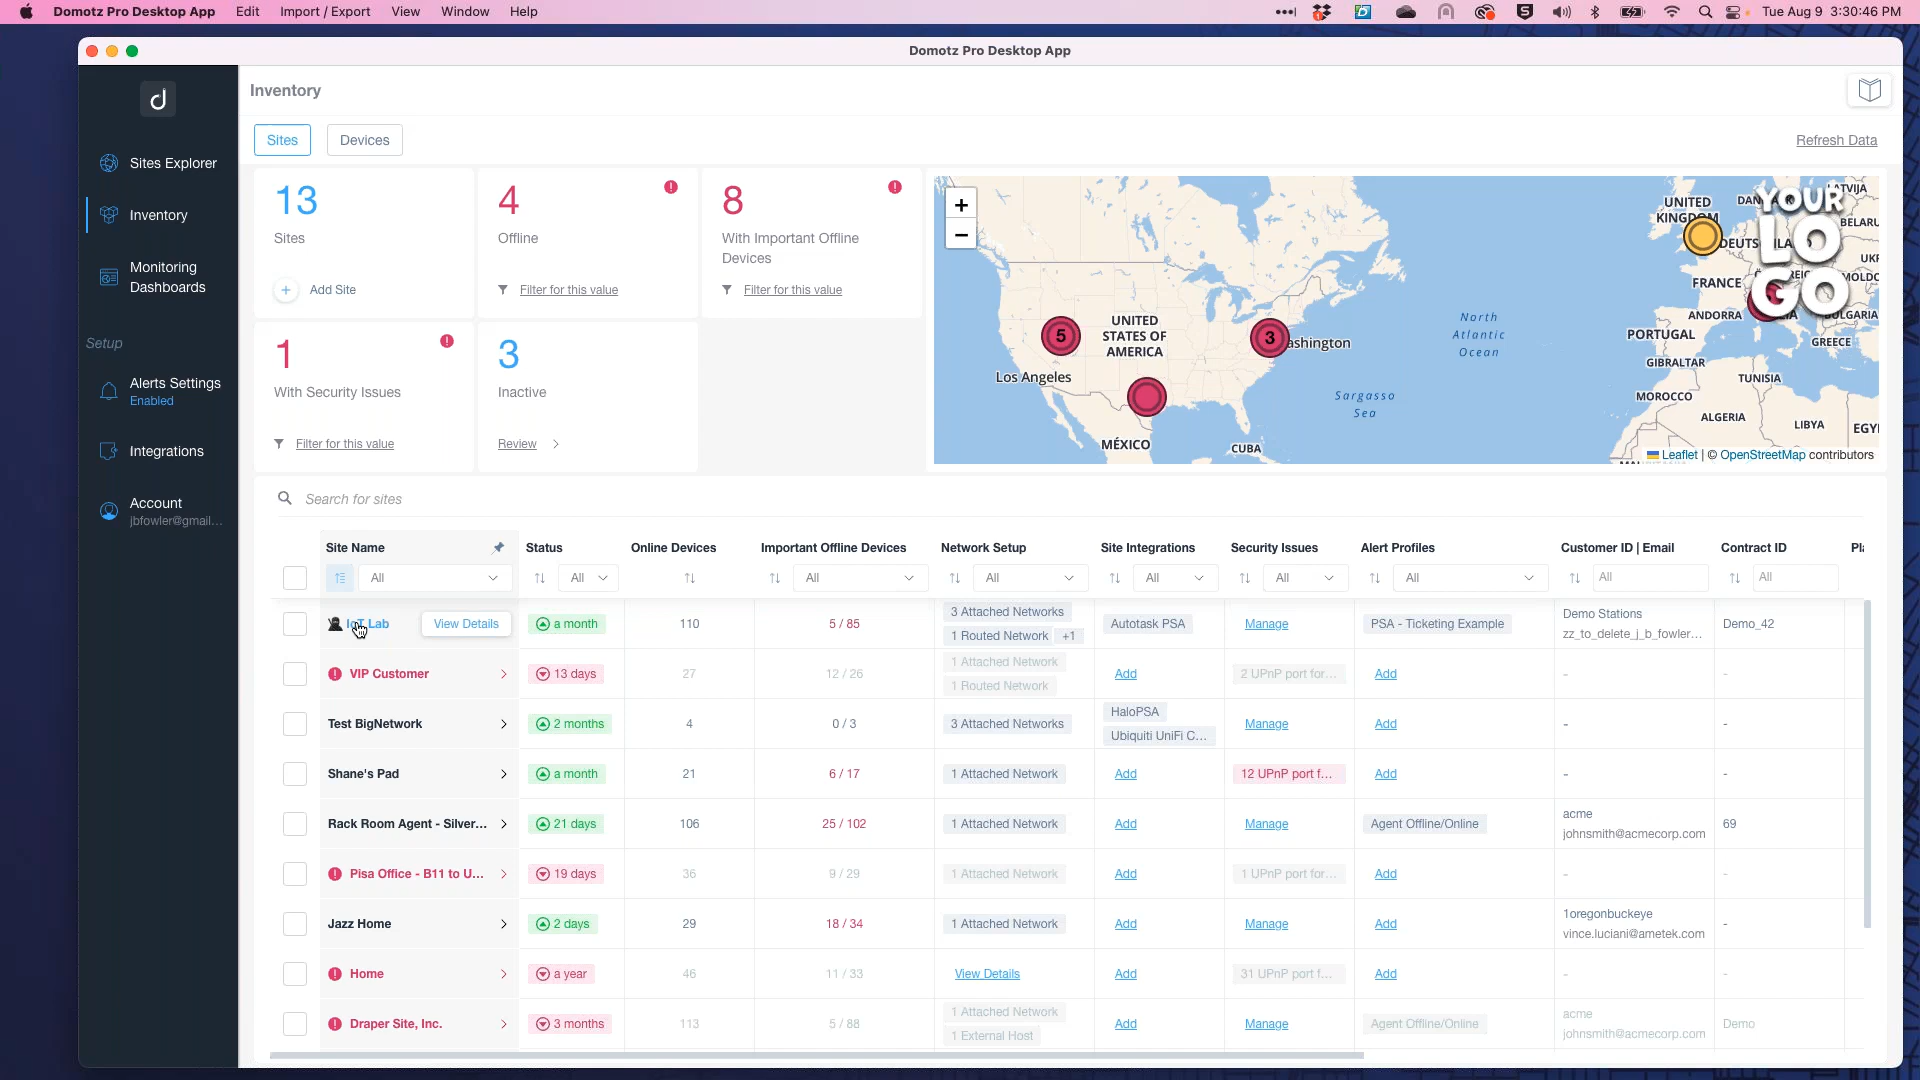 Domotz Pro Desktop App Edit Import / Export View Window Help Tue Aug 9 3:30:46 PM
Domotz Pro Desktop App
Inventory
Sites Devices Refresh Data
Sites Explorer
Inventory
Monitoring
Dashboards
Setup
Alerts Settings
Enabled
Integrations
Account
jbfowler@gmail...
13
Sites
Add Site
4
Offline
Filter for this value
8
With Important Offline
Devices
Filter for this value
1
With Security Issues
Filter for this value
3
Inactive
Review
+
−
UNITED
KINGDOM
LATVIA
BELARU
FRANCE
ANDORRA
BULGARIA
PORTUGAL
GREECE
GIBRALTAR
TUNISIA
MOROCCO
ALGERIA
LIBYA
EGY
UNITED
STATES OF
AMERICA
5
3
ashington
Los Angeles
MÉXICO
CUBA
North
Atlantic
Ocean
Sargasso
Sea
YOUR
LO
GO
Leaflet | © OpenStreetMap contributors
Search for sites
Site Name Status Online Devices Important Offline Devices Network Setup Site Integrations Security Issues Alert Profiles Customer ID | Email Contract ID
All All All All All All All All All
IoT Lab View Details a month 110 5 / 85 3 Attached Networks 1 Routed Network +1 Autotask PSA Manage PSA - Ticketing Example Demo Stations zz_to_delete_j_b_fowler... Demo_42
VIP Customer 13 days 27 12 / 26 1 Attached Network 1 Routed Network Add 2 UPnP port for... Add - -
Test BigNetwork 2 months 4 0 / 3 3 Attached Networks HaloPSA Ubiquiti UniFi C... Manage Add - -
Shane's Pad a month 21 6 / 17 1 Attached Network Add 12 UPnP port f... Add - -
Rack Room Agent - Silver... 21 days 106 25 / 102 1 Attached Network Add Manage Agent Offline/Online acme johnsmith@acmecorp.com 69
Pisa Office - B11 to U... 19 days 36 9 / 29 1 Attached Network Add 1 UPnP port for... Add - -
Jazz Home 2 days 29 18 / 34 1 Attached Network Add Manage Add 1oregonbuckeye vince.luciani@ametek.com -
Home a year 46 11 / 33 View Details Add 31 UPnP port f... Add - -
Draper Site, Inc. 3 months 113 5 / 88 1 Attached Network 1 External Host Add Manage Agent Offline/Online acme johnsmith@acmecorp.com Demo